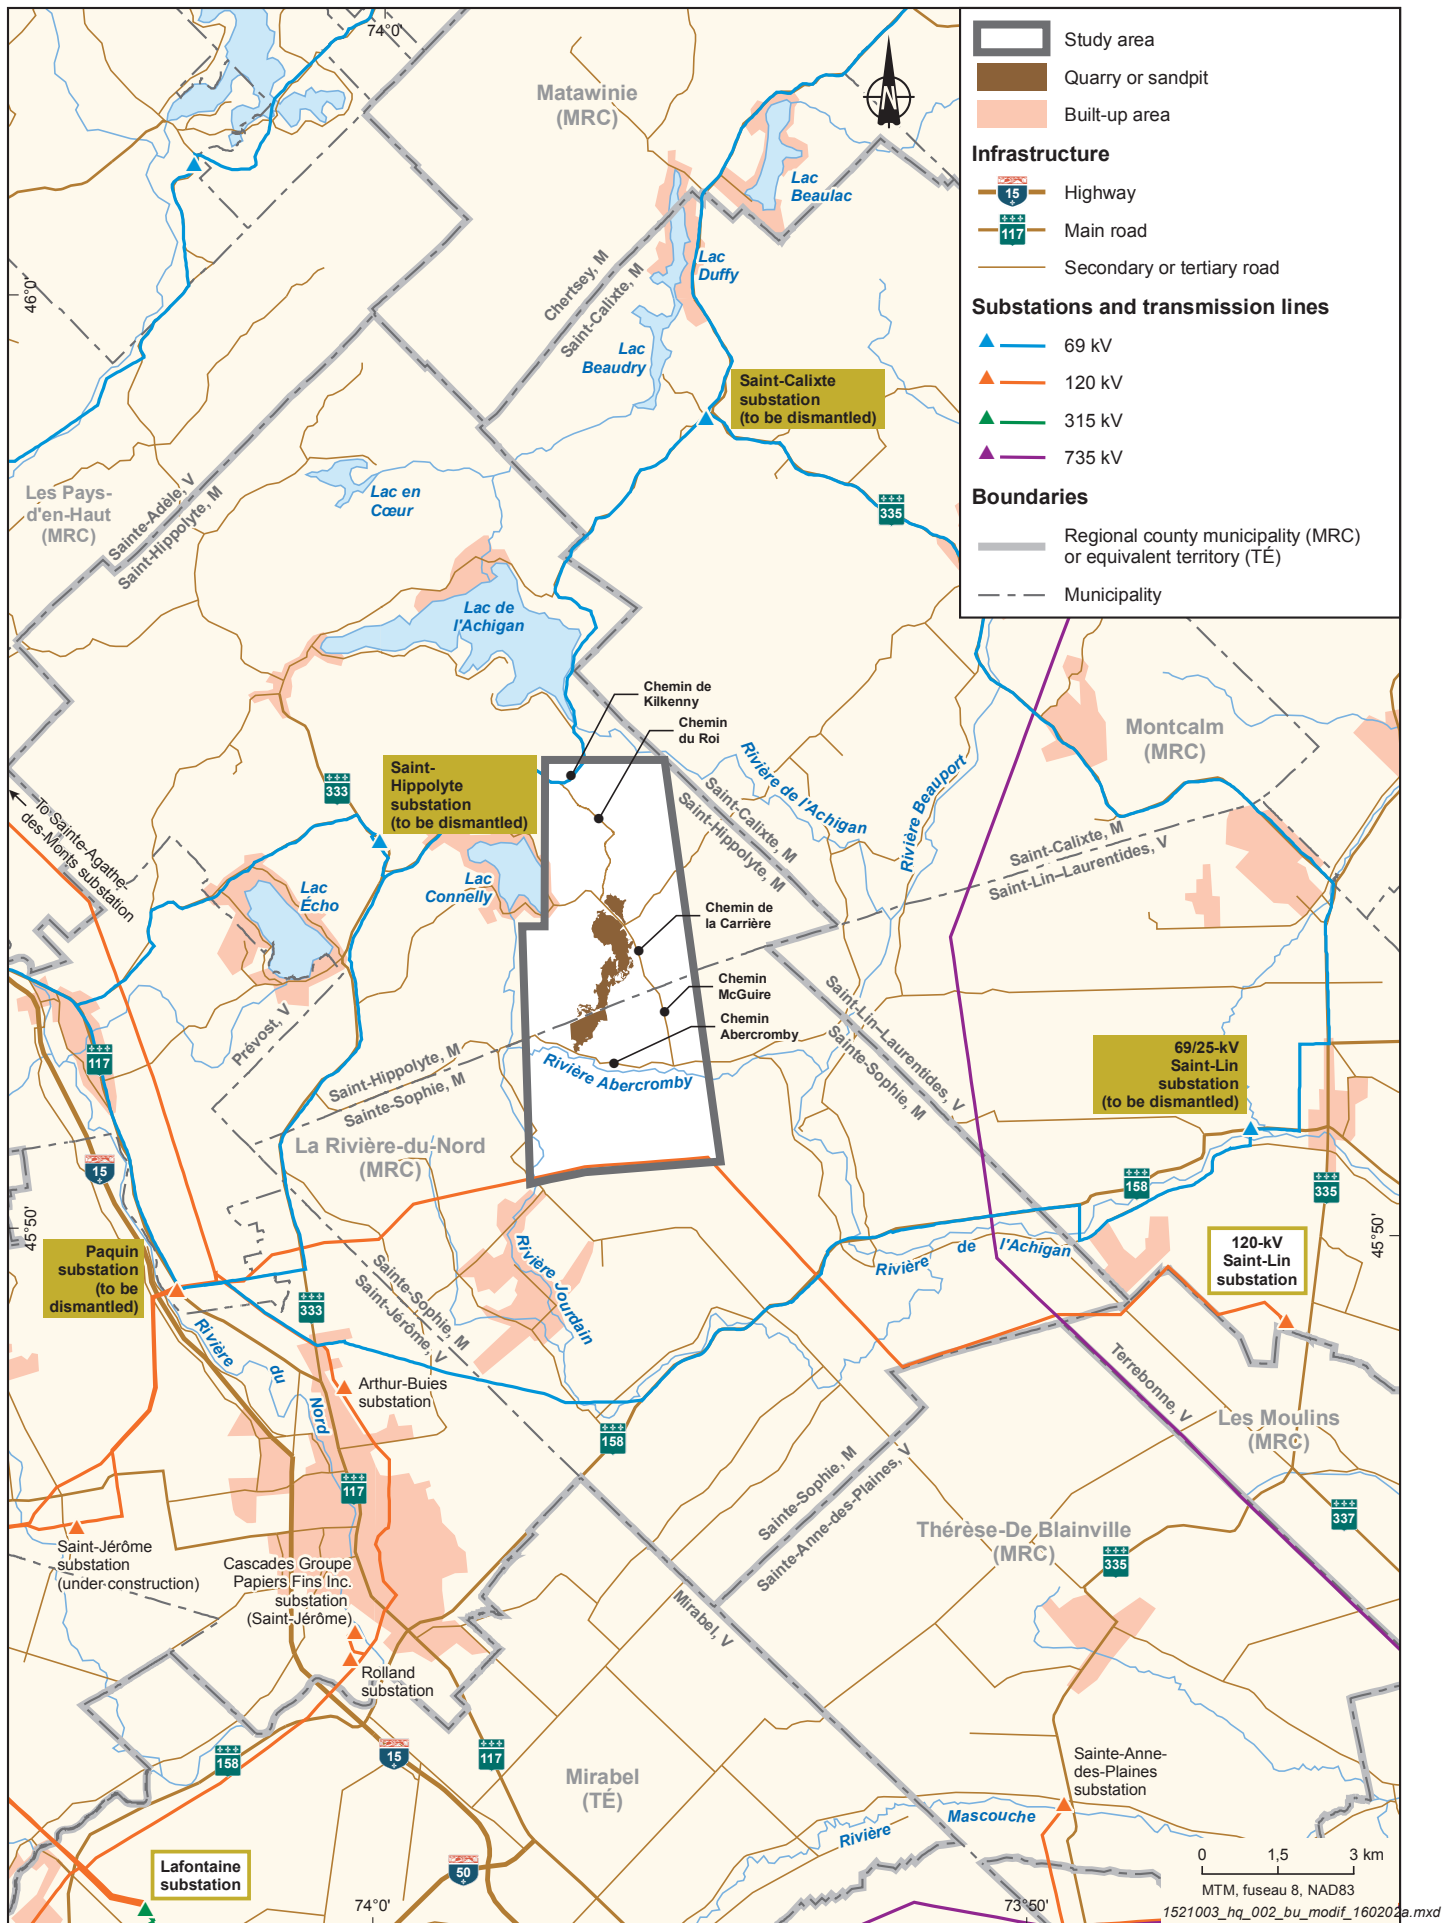 74°0'
Matawinie
(MRC)
N
Lac
Beaulac
Lac
Duffy
Chertsey, M
Saint-Calixte, M
46°0'
Lac
Beaudry
Saint-Calixte
substation
(to be dismantled)
Study area
Quarry or sandpit
Built-up area
Infrastructure
15
Highway
117
Main road
Secondary or tertiary road
Substations and transmission lines
69 kV
120 kV
315 kV
735 kV
Boundaries
Regional county municipality (MRC)
or equivalent territory (TÉ)
Municipality
Les Pays-
d'en-Haut
(MRC)
Sainte-Adèle, V
Saint-Hippolyte, M
Lac en
Cœur
335
Lac de
l'Achigan
Chemin de
Kilkenny
Chemin
du Roi
Montcalm
(MRC)
Rivière de l'Achigan
Rivière Beauport
Saint-Calixte, M
Saint-Hippolyte, M
Saint-Calixte, M
Saint-Lin–Laurentides, V
Saint-
Hippolyte
substation
(to be dismantled)
333
To Sainte-Agathe-
des-Monts substation
Lac
Écho
Lac
Connelly
Chemin de
la Carrière
Chemin
McGuire
Chemin
Abercromby
Prévost, V
Saint-Hippolyte, M
Sainte-Sophie, M
Rivière Abercromby
Saint-Lin–Laurentides, V
Sainte-Sophie, M
117
15
La Rivière-du-Nord
(MRC)
69/25-kV
Saint-Lin
substation
(to be dismantled)
158
335
45°50'
45°50'
Paquin
substation
(to be
dismantled)
Rivière Jourdain
Rivière de l'Achigan
120-kV
Saint-Lin
substation
333
Sainte-Sophie, M
Saint-Jérôme, V
Rivière du Nord
Arthur-Buies
substation
158
Terrebonne, V
Les Moulins
(MRC)
117
Sainte-Sophie, M
Sainte-Anne-des-Plaines, V
Thérèse-De Blainville
(MRC)
335
337
Saint-Jérôme
substation
(under-construction)
Cascades Groupe
Papiers Fins Inc.
substation
(Saint-Jérôme)
Mirabel, V
Rolland
substation
158
15
117
Mirabel
(TÉ)
Sainte-Anne-
des-Plaines
substation
Rivière Mascouche
50
Lafontaine
substation
74°0'
73°50'
0 1,5 3 km
MTM, fuseau 8, NAD83
1521003_hq_002_bu_modif_160202a.mxd